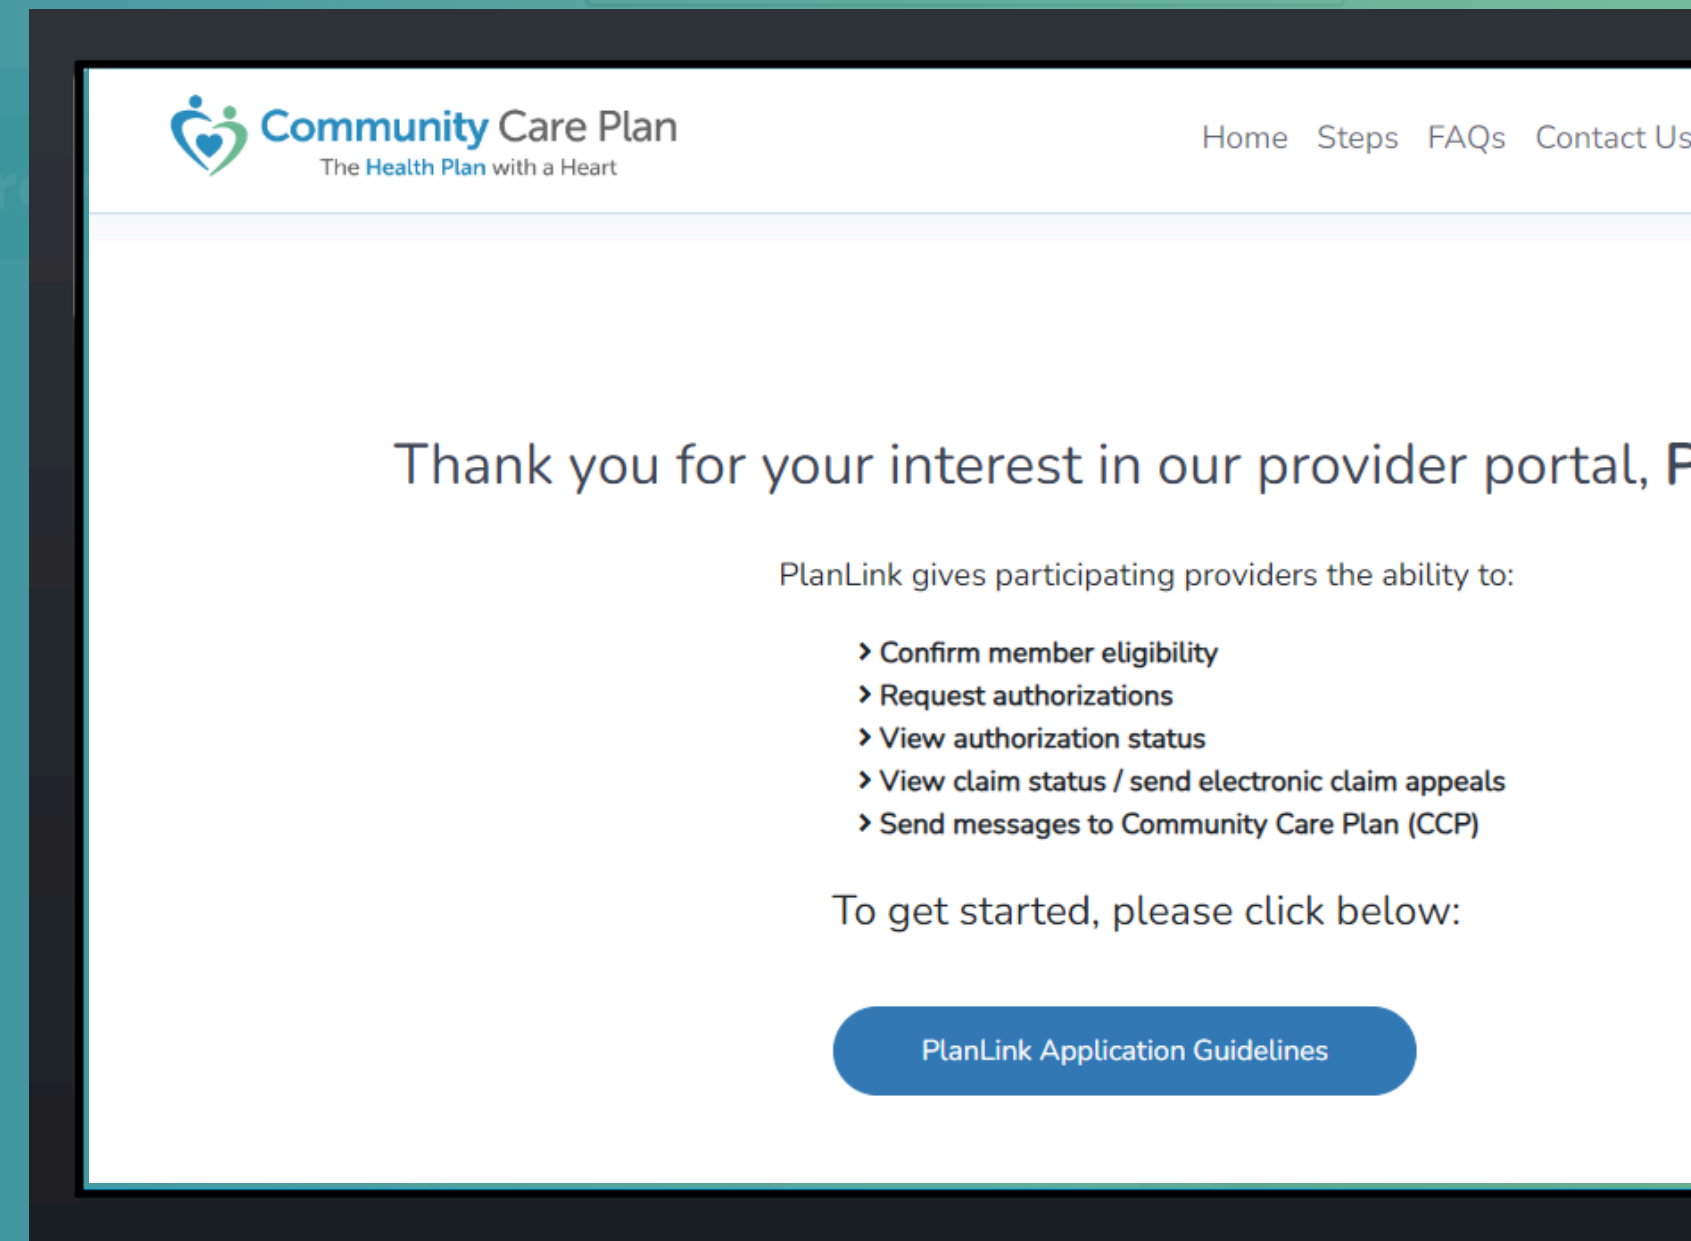 Community Care Plan
The Health Plan with a Heart
Home Steps FAQs Contact Us
Thank you for your interest in our provider portal,
PlanLink gives participating providers the ability to:
> Confirm member eligibility
> Request authorizations
> View authorization status
> View claim status / send electronic claim appeals
> Send messages to Community Care Plan (CCP)
To get started, please click below:
PlanLink Application Guidelines